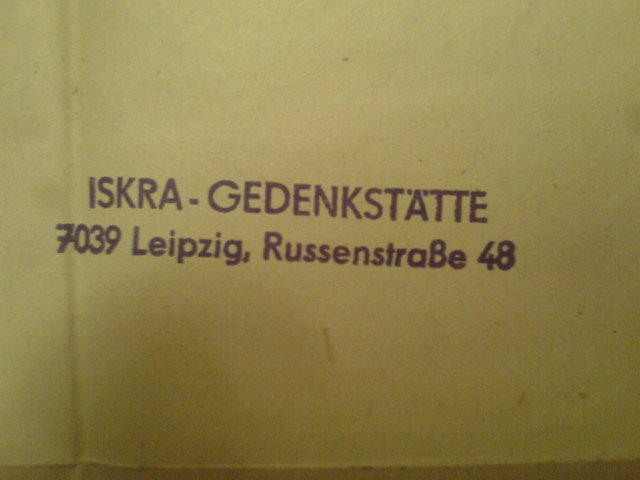 ISKRA - GEDENKSTÄTTE
7039 Leipzig, Russenstraße 48